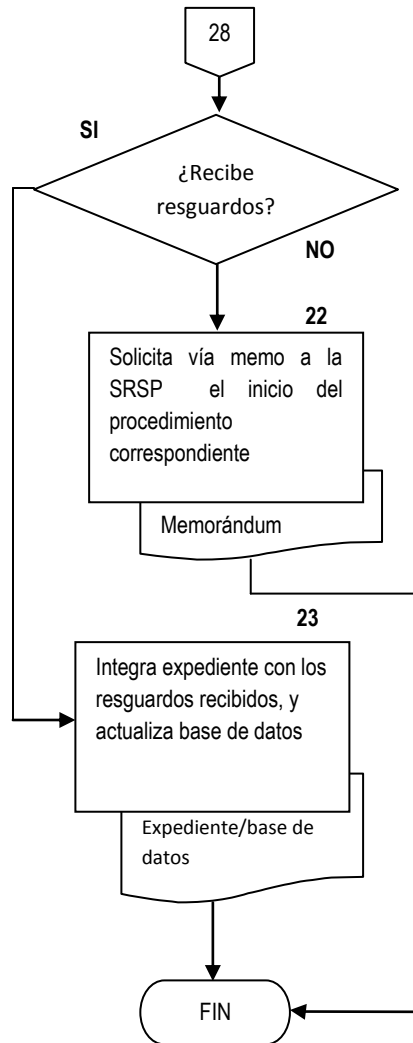 28
SI
¿Recibe
resguardos?
NO
22
Solicita vía memo a la
SRSP el inicio del
procedimiento
correspondiente
Memorándum
23
Integra expediente con los
resguardos recibidos, y
actualiza base de datos
Expediente/base de
datos
FIN